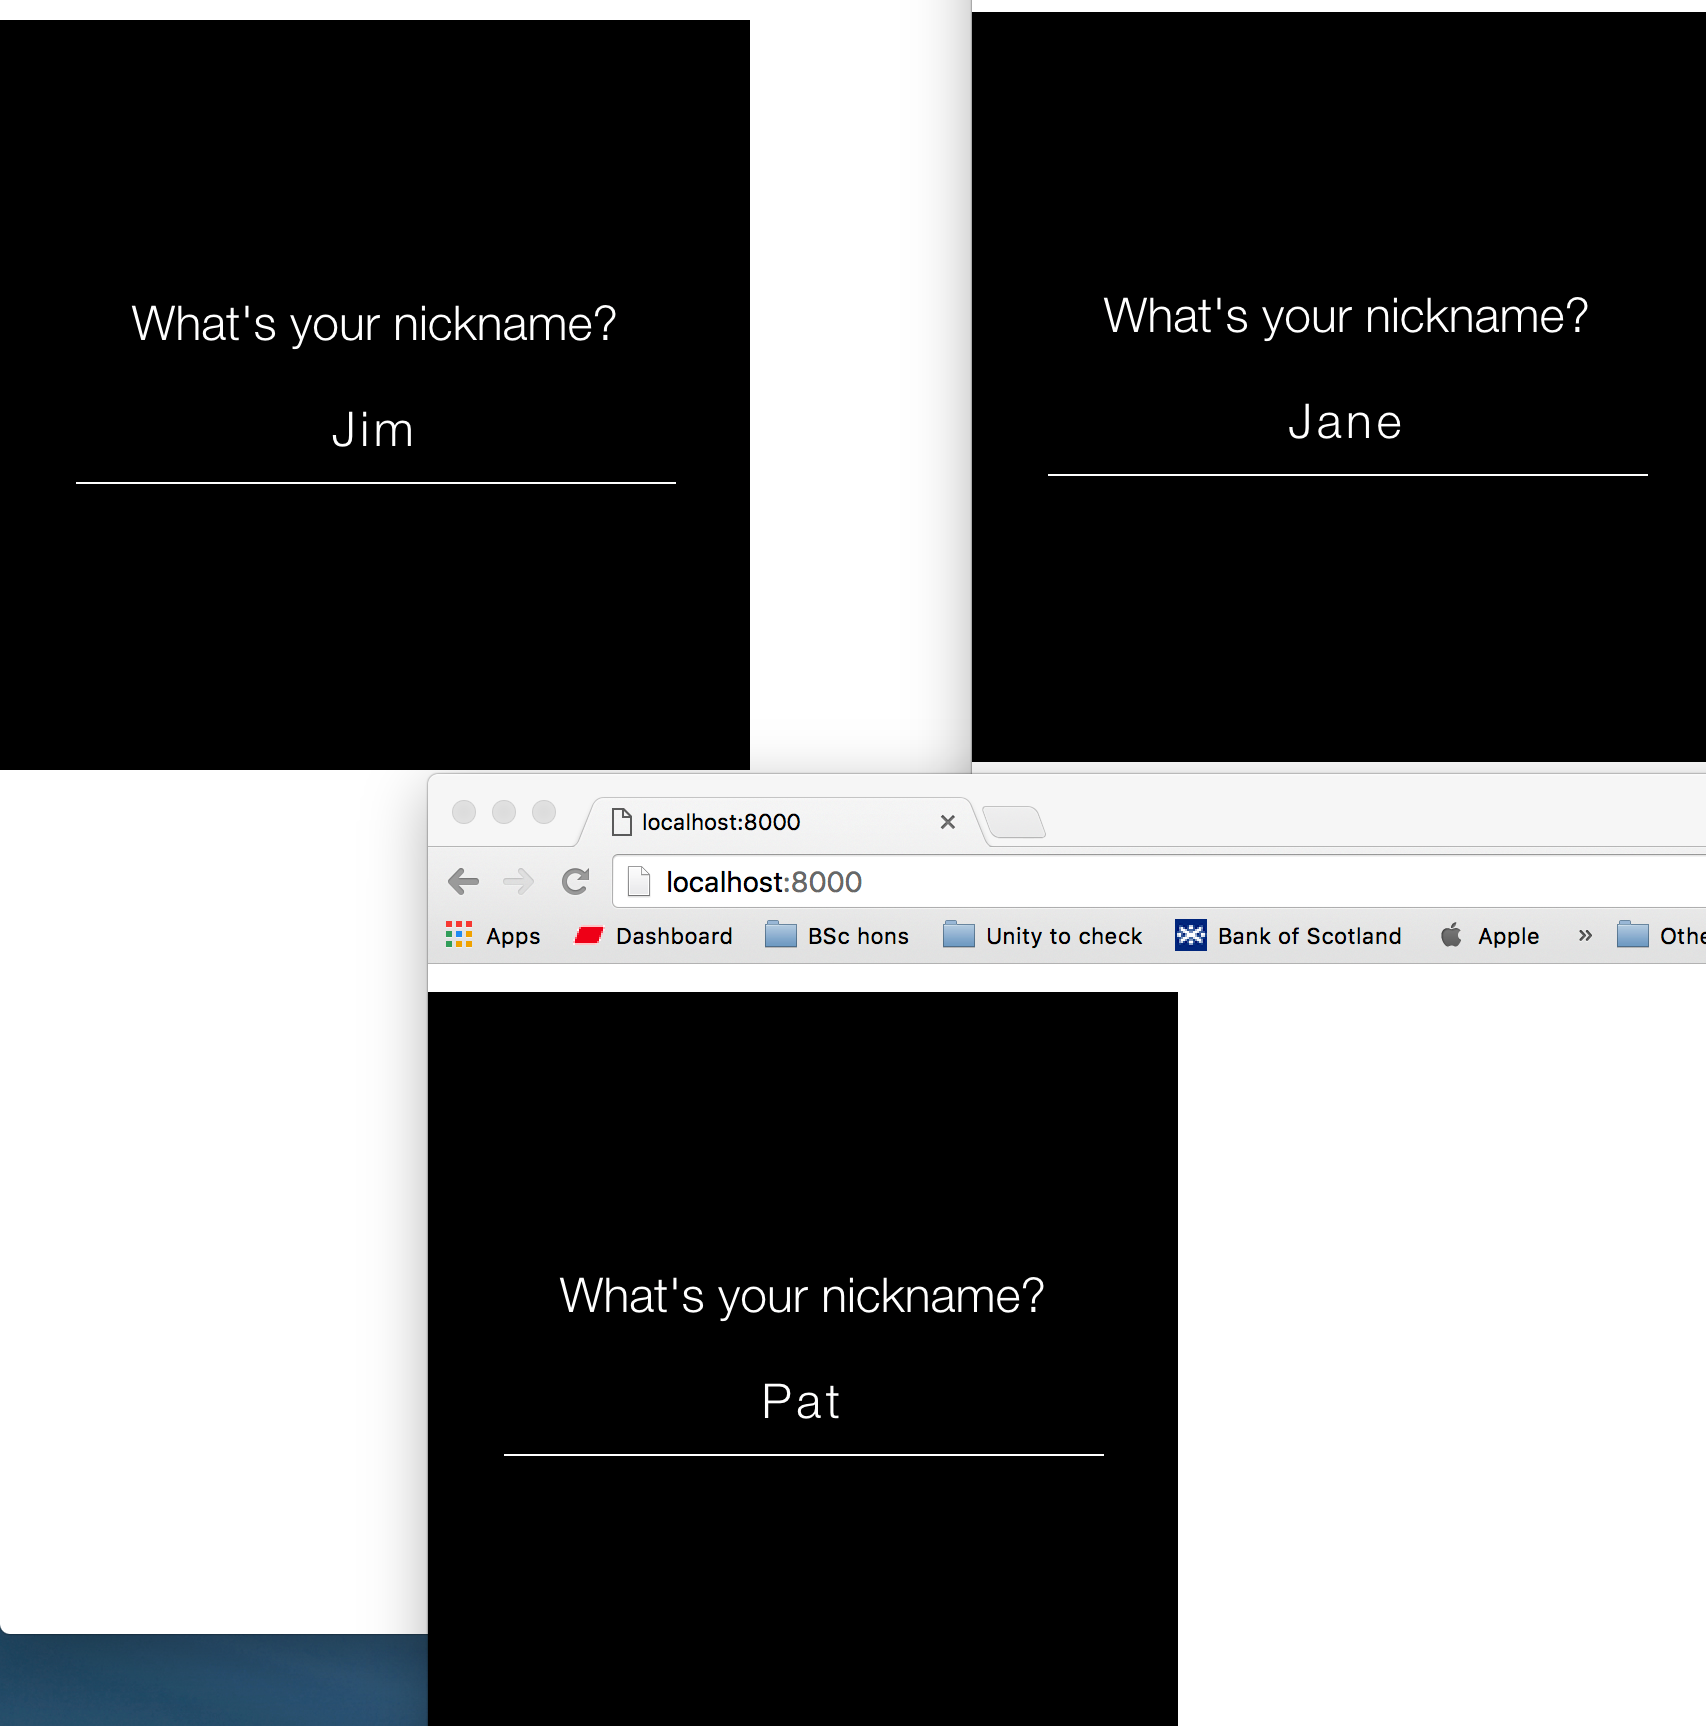 What's your nickname?
Jim
What's your nickname?
Jane
localhost:8000
localhost:8000
Apps Dashboard BSc hons Unity to check Bank of Scotland Apple » Othe
What's your nickname?
Pat